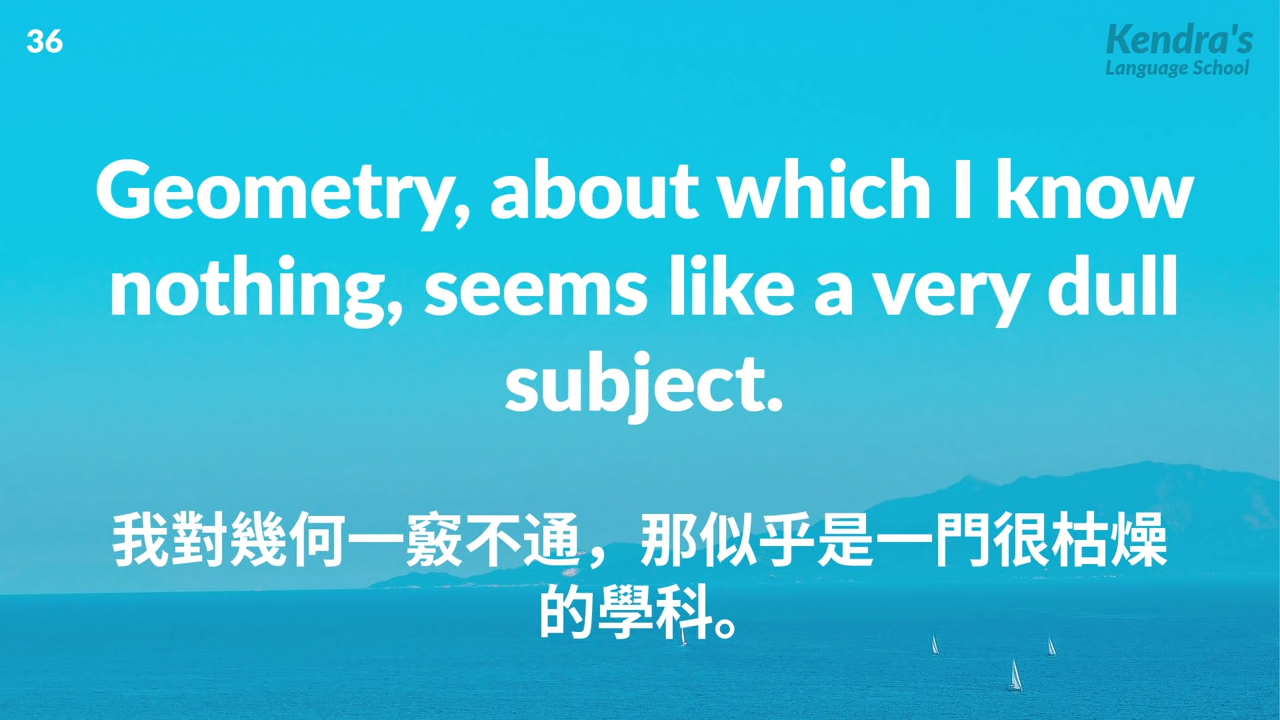 36
Kendra's
Language School
Geometry, about which I know
nothing, seems like a very dull
subject.
我對幾何一竅不通，那似乎是一門很枯燥
的學科。